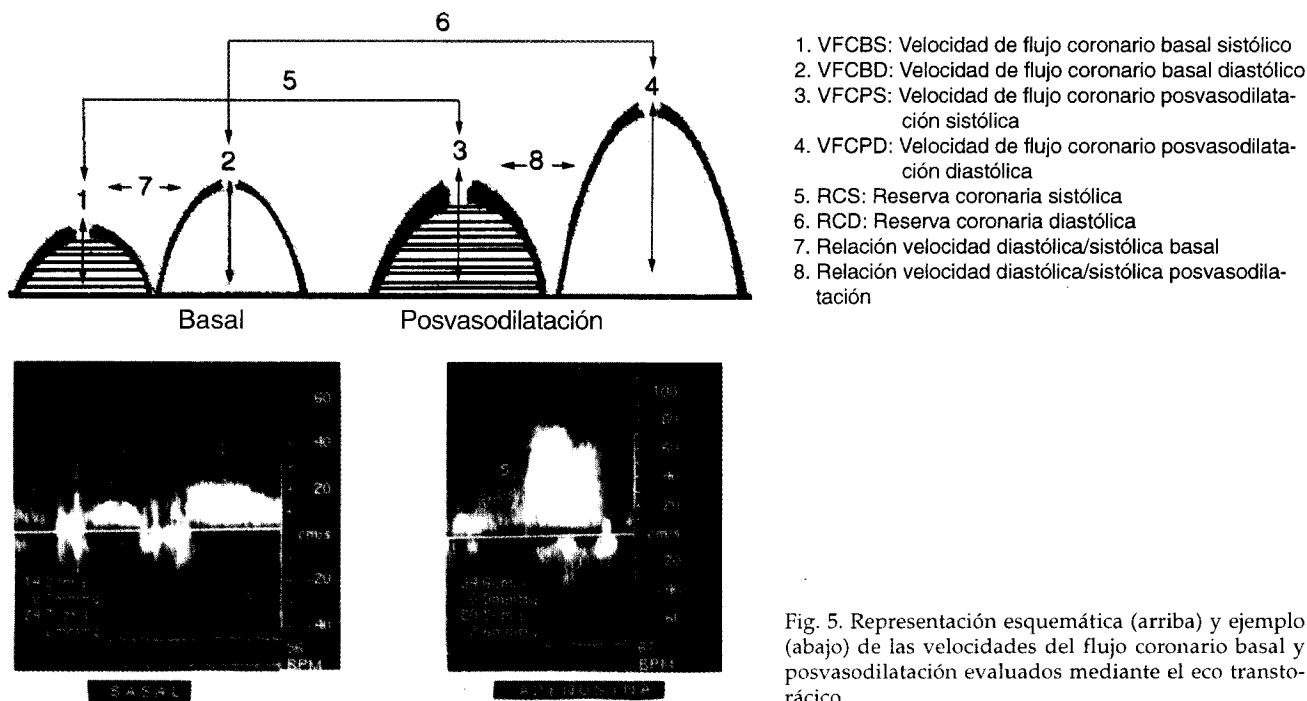 6
5
4
2
3
8
7
1
Basal
Posvasodilatación
1. VFCBS: Velocidad de flujo coronario basal sistólico
2. VFCBD: Velocidad de flujo coronario basal diastólico
3. VFCPS: Velocidad de flujo coronario posvasodilata-
ción sistólica
4. VFCPD: Velocidad de flujo coronario posvasodilata-
ción diastólica
5. RCS: Reserva coronaria sistólica
6. RCD: Reserva coronaria diastólica
7. Relación velocidad diastólica/sistólica basal
8. Relación velocidad diastólica/sistólica posvasodila-
tación
60
40
20
cm/s
20
40
BPM
BASAL
100
80
60
20
cm/s
20
60
S
BPM
ADENOSINA
Fig. 5. Representación esquemática (arriba) y ejemplo
(abajo) de las velocidades del flujo coronario basal y
posvasodilatación evaluados mediante el eco transto-
rácico